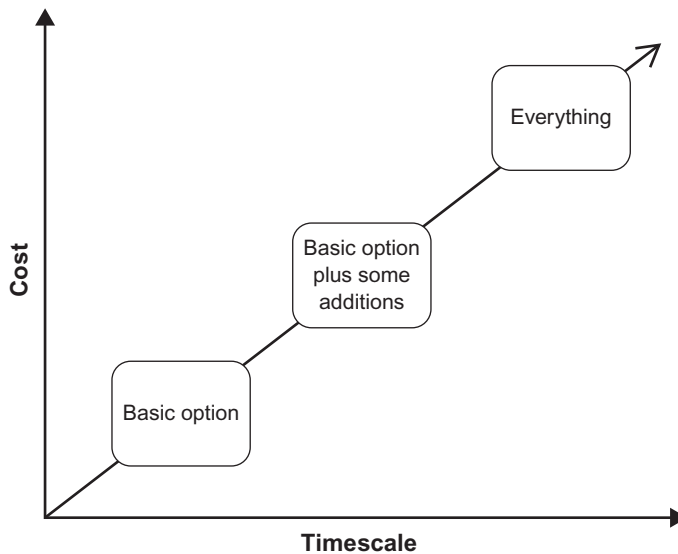 Everything
Basic option
plus some
additions
Cost
Basic option
Timescale